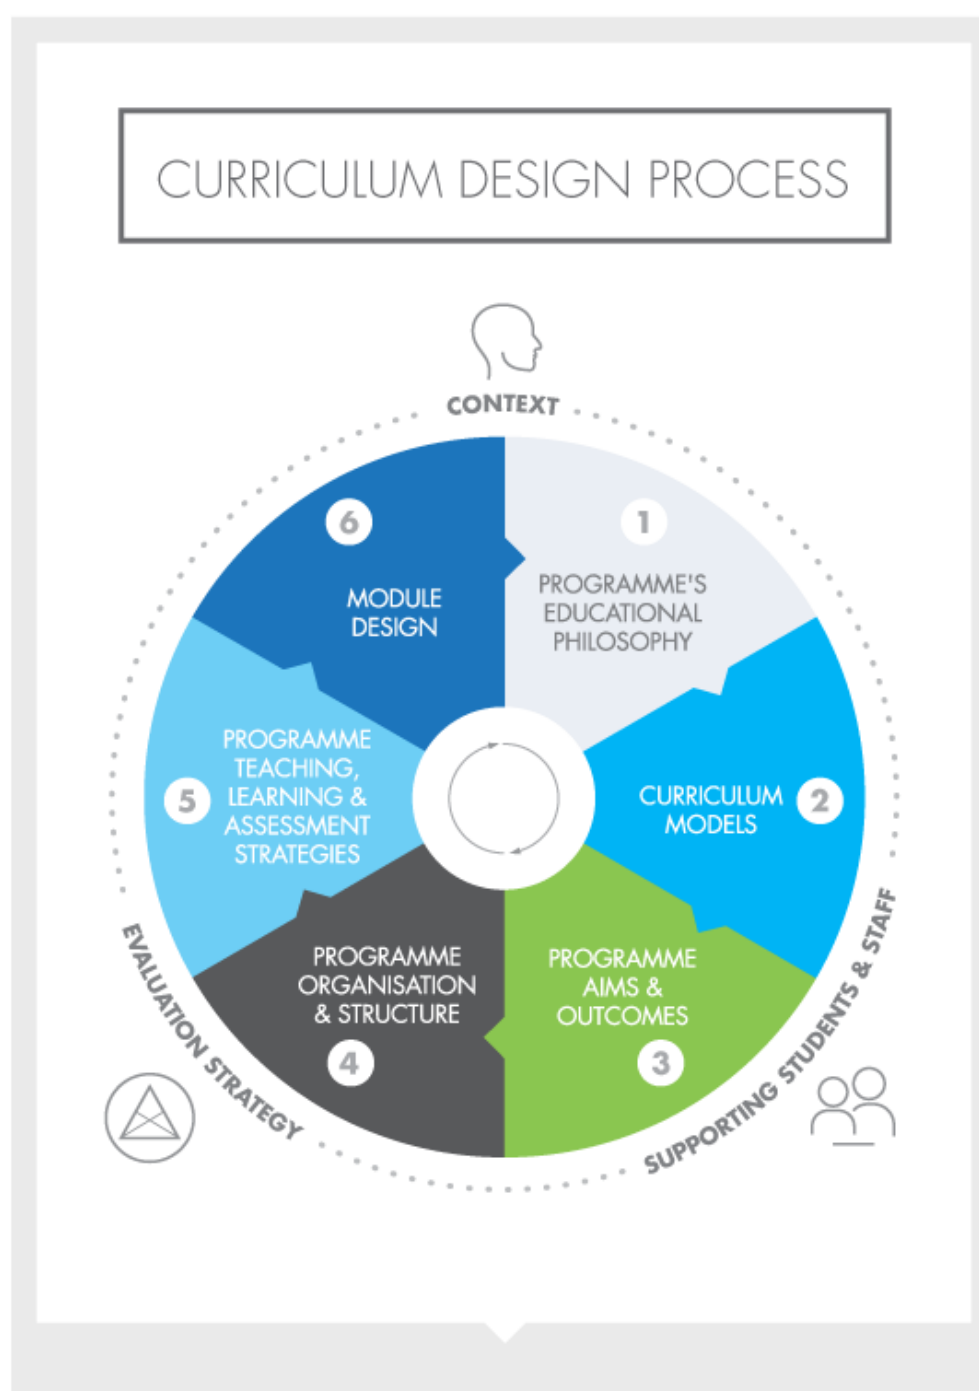 CURRICULUM DESIGN PROCESS
CONTEXT
1
PROGRAMME'S
EDUCATIONAL
PHILOSOPHY
2
CURRICULUM
MODELS
3
PROGRAMME
AIMS &
OUTCOMES
4
PROGRAMME
ORGANISATION
& STRUCTURE
5
PROGRAMME
TEACHING,
LEARNING &
ASSESSMENT
STRATEGIES
6
MODULE
DESIGN
SUPPORTING STUDENTS & STAFF
EVALUATION STRATEGY